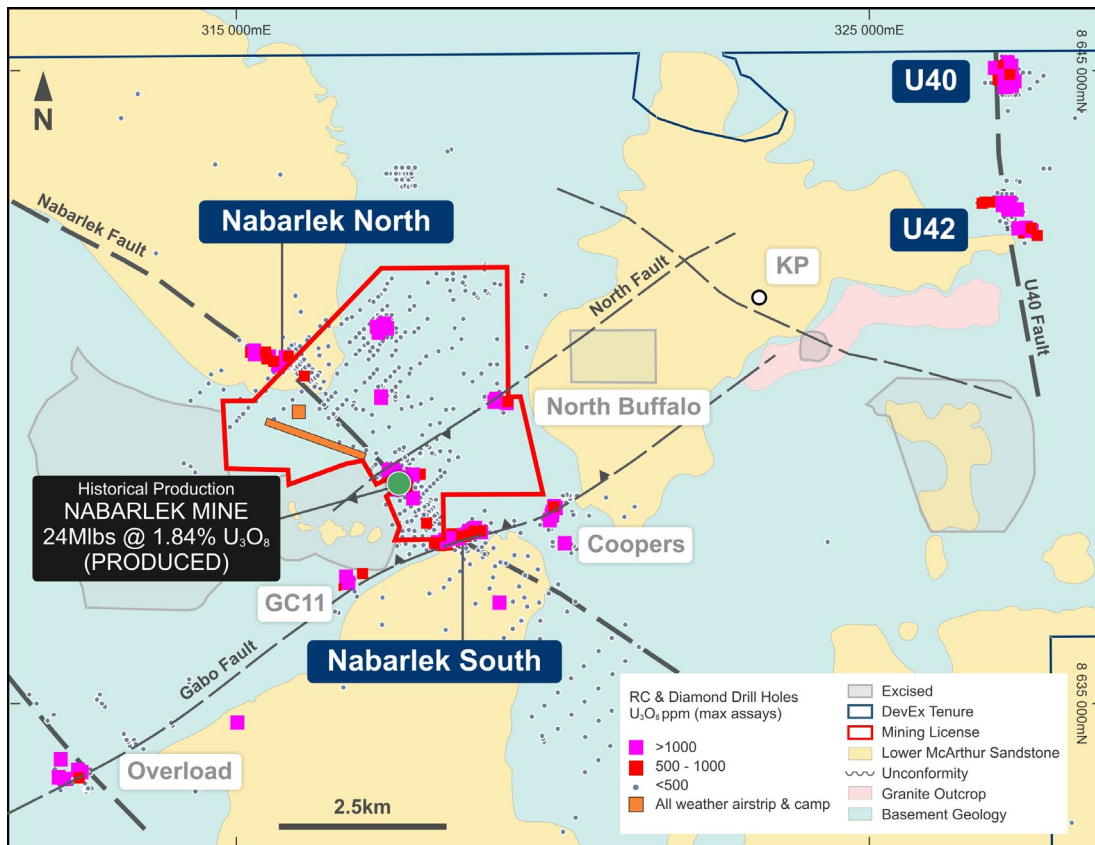 315 000mE
325 000mE
8 645 000mN
N
U40
Nabarlek Fault
Nabarlek North
U42
North Fault
KP
U40 Fault
North Buffalo
Historical Production
NABARLEK MINE
24Mlbs @ 1.84% U₃O₈
(PRODUCED)
Coopers
GC11
Nabarlek South
Gabo Fault
Overload
2.5km
8 635 000mN
RC & Diamond Drill Holes
U₃O₈ ppm (max assays)
>1000
500 - 1000
<500
All weather airstrip & camp
Excised
DevEx Tenure
Mining License
Lower McArthur Sandstone
Unconformity
Granite Outcrop
Basement Geology